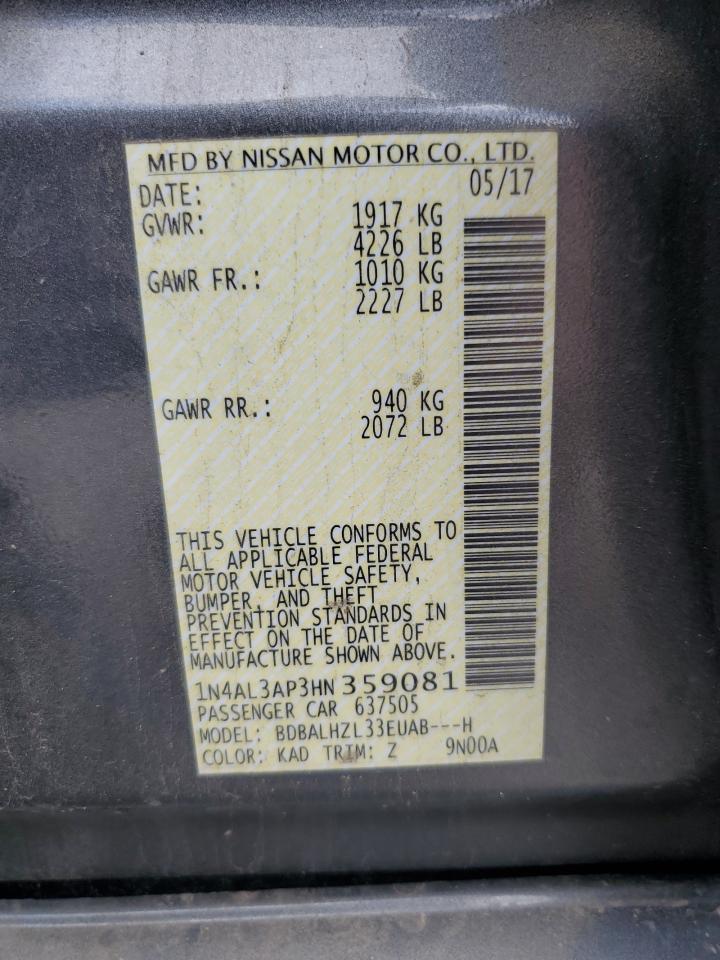 MFD BY NISSAN MOTOR CO., LTD.
DATE: 05/17
GVWR: 1917 KG
4226 LB
GAWR FR.: 1010 KG
2227 LB
GAWR RR.: 940 KG
2072 LB
THIS VEHICLE CONFORMS TO
ALL APPLICABLE FEDERAL
MOTOR VEHICLE SAFETY,
BUMPER, AND THEFT
PREVENTION STANDARDS IN
EFFECT ON THE DATE OF
MANUFACTURE SHOWN ABOVE.
1N4AL3AP3HN359081
PASSENGER CAR 637505
MODEL: BDBALHZL33EUAB---H
COLOR: KAD TRIM: Z 9N00A